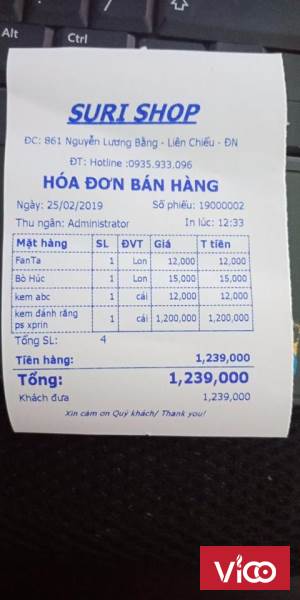 Alt
Ctrl
SURI SHOP
ĐC: 861 Nguyễn Lương Bằng - Liên Chiểu - ĐN
ĐT: Hotline :0935.933.096
HÓA ĐƠN BÁN HÀNG
Ngày: 25/02/2019 Số phiếu: 19000002
Thu ngân: Administrator In lúc: 12:33
Mặt hàng SL ĐVT Giá T tiền
FanTa 1 Lon 12,000 12,000
Bò Húc 1 Lon 15,000 15,000
kem abc 1 cái 12,000 12,000
kem đánh răng
ps xprin 1 cái 1,200,000 1,200,000
Tổng SL: 4
Tiền hàng: 1,239,000
Tổng: 1,239,000
Khách đưa 1,239,000
Xin cảm ơn Quý khách/ Thank you!
Vico